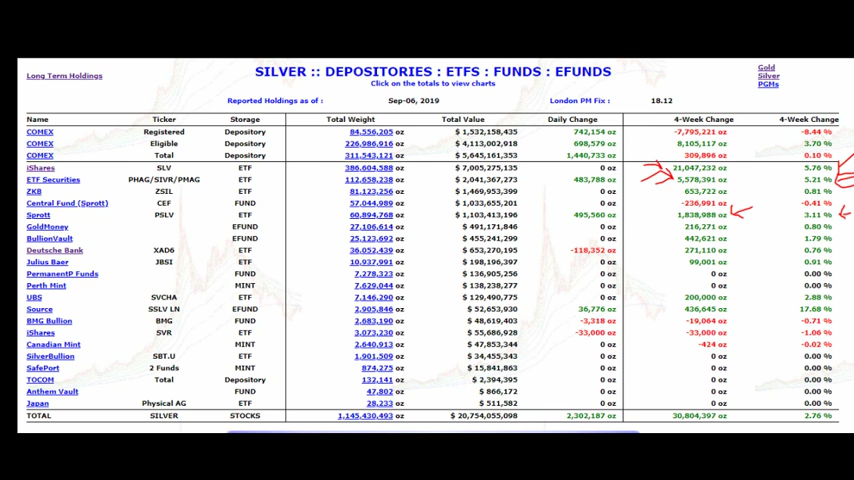 SILVER :: DEPOSITORIES : ETFS : FUNDS : EFUNDS
Click on the totals to view charts
Long Term Holdings
Gold
Silver
PGMs
Reported Holdings as of : Sep-06, 2019 London PM Fix : 18.12
Name Ticker Storage Total Weight Total Value Daily Change 4-Week Change 4-Week Change
COMEX Registered Depository 84,556,205 oz $ 1,532,158,435 742,154 oz -7,795,221 oz -8.44 %
COMEX Eligible Depository 226,986,916 oz $ 4,113,002,918 698,579 oz 8,105,117 oz 3.70 %
COMEX Total Depository 311,543,121 oz $ 5,645,161,353 1,440,733 oz 309,896 oz 0.10 %
iShares SLV ETF 386,604,588 oz $ 7,005,275,135 0 oz 21,047,232 oz 5.76 %
ETF Securities PHAG/SIVR/PMAG ETF 112,658,238 oz $ 2,041,367,273 483,788 oz 5,578,391 oz 5.21 %
ZKB ZSIL ETF 81,123,256 oz $ 1,469,953,399 0 oz 653,722 oz 0.81 %
Central Fund (Sprott) CEF FUND 57,044,989 oz $ 1,033,655,201 0 oz -236,991 oz -0.41 %
Sprott PSLV ETF 60,894,768 oz $ 1,103,413,196 495,560 oz 1,838,988 oz 3.11 %
GoldMoney EFUND 27,106,614 oz $ 491,171,846 0 oz 216,271 oz 0.80 %
BullionVault EFUND 25,123,692 oz $ 455,241,299 0 oz 442,621 oz 1.79 %
Deutsche Bank XAD6 ETF 36,052,439 oz $ 653,270,195 -118,352 oz 271,110 oz 0.76 %
Julius Baer JBSI ETF 10,937,991 oz $ 198,196,397 0 oz 99,001 oz 0.91 %
PermanentP Funds FUND 7,278,323 oz $ 136,905,256 0 oz 0 oz 0.00 %
Perth Mint MINT 7,629,044 oz $ 138,238,277 0 oz 0 oz 0.00 %
UBS SVCHA ETF 7,146,290 oz $ 129,490,775 0 oz 200,000 oz 2.88 %
Source SSLV LN EFUND 2,905,846 oz $ 52,653,930 36,776 oz 436,645 oz 17.68 %
BMG Bullion BMG FUND 2,683,190 oz $ 48,619,403 -3,318 oz -19,064 oz -0.71 %
iShares SVR ETF 3,073,230 oz $ 55,686,928 -33,000 oz -33,000 oz -1.06 %
Canadian Mint MINT 2,640,913 oz $ 47,853,344 0 oz -424 oz -0.02 %
SilverBullion SBT.U ETF 1,901,509 oz $ 34,455,343 0 oz 0 oz 0.00 %
SafePort 2 Funds MINT 874,275 oz $ 15,841,863 0 oz 0 oz 0.00 %
TOCOM Total Depository 132,141 oz $ 2,394,395 0 oz 0 oz 0.00 %
Anthem Vault FUND 47,802 oz $ 866,172 0 oz 0 oz 0.00 %
Japan Physical AG ETF 28,233 oz $ 511,582 0 oz 0 oz 0.00 %
TOTAL SILVER STOCKS 1,145,430,493 oz $ 20,754,055,098 2,302,187 oz 30,804,397 oz 2.76 %